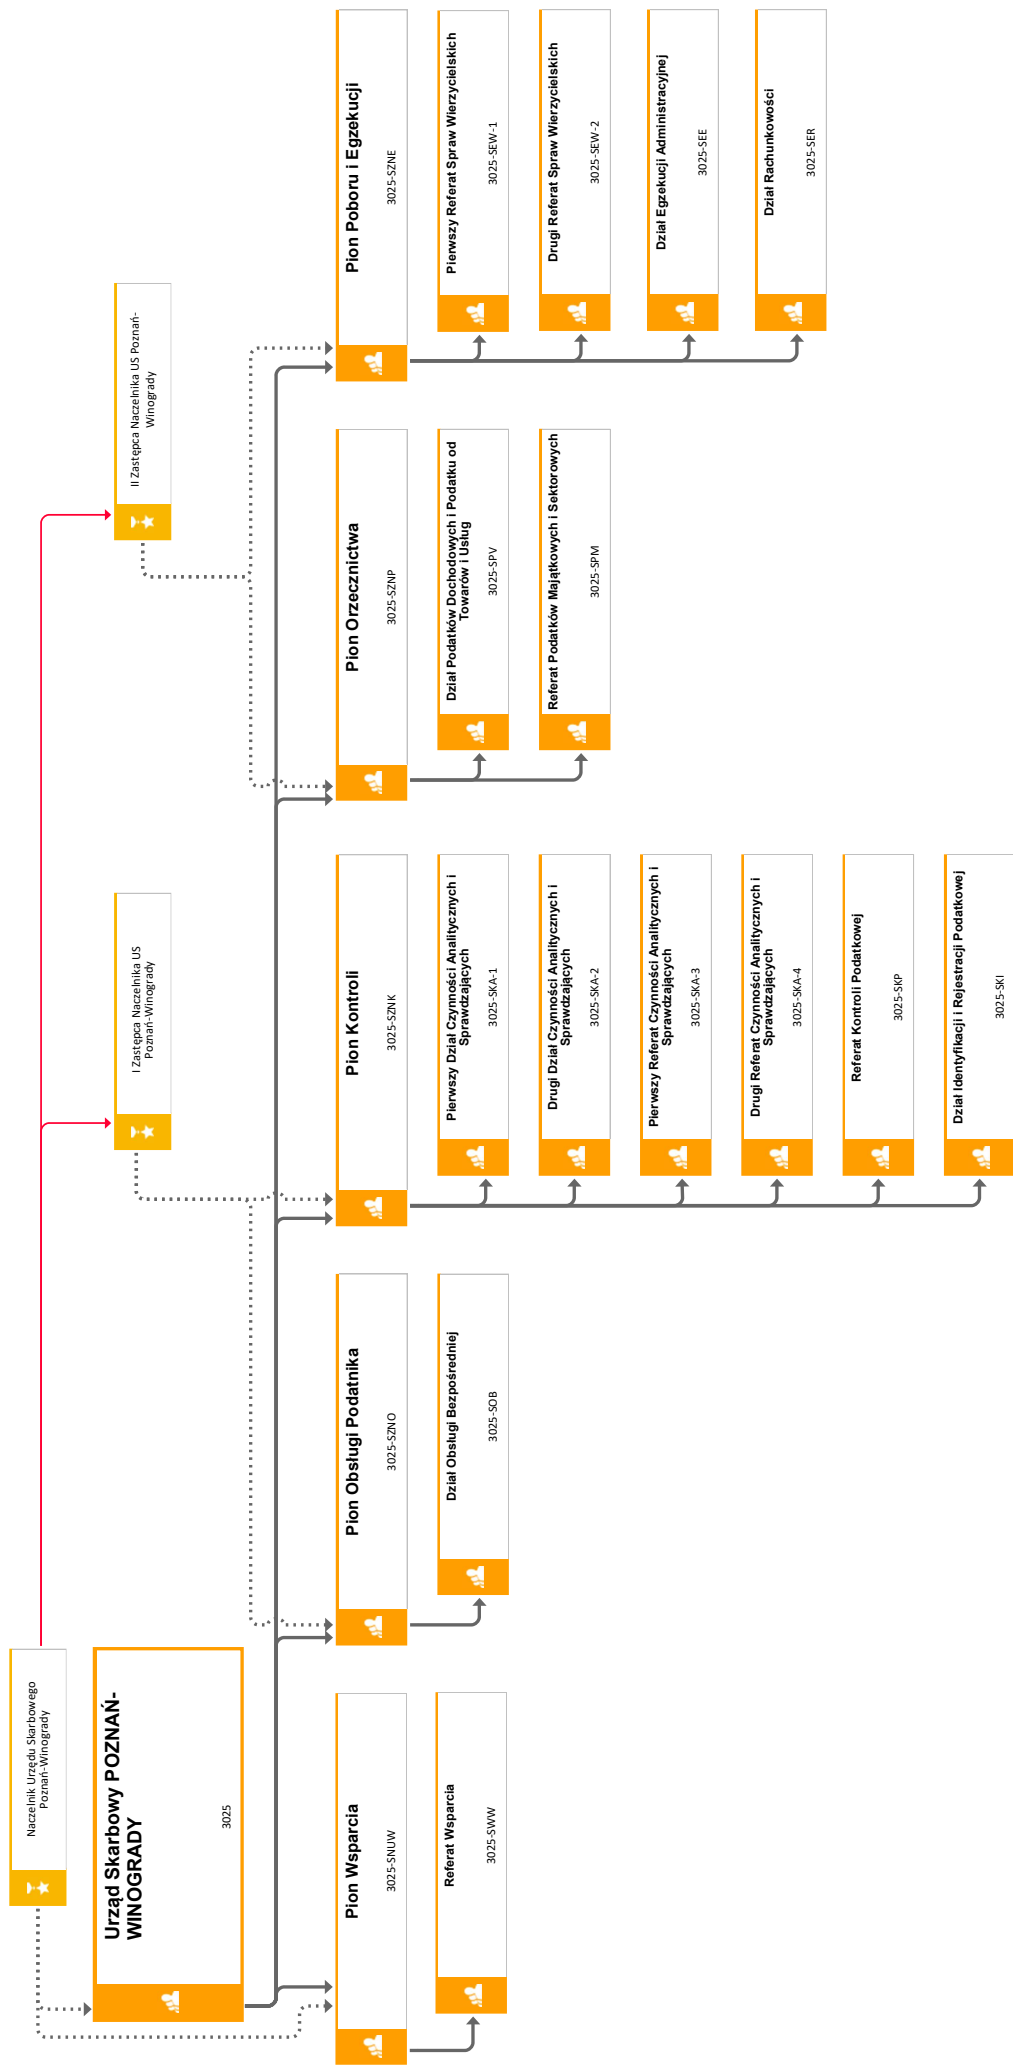 Naczelnik Urzędu Skarbowego
Poznań-Winogrady
Urząd Skarbowy POZNAŃ-
WINOGRADY
3025
I Zastępca Naczelnika US
Poznań-Winogrady
II Zastępca Naczelnika US Poznań-
Winogrady
Pion Wsparcia
3025-SNUW
Referat Wsparcia
3025-SWW
Pion Obsługi Podatnika
3025-SZNO
Dział Obsługi Bezpośredniej
3025-SOB
Pion Kontroli
3025-SZNK
Pierwszy Dział Czynności Analitycznych i
Sprawdzających
3025-SKA-1
Drugi Dział Czynności Analitycznych i
Sprawdzających
3025-SKA-2
Pierwszy Referat Czynności Analitycznych i
Sprawdzających
3025-SKA-3
Drugi Referat Czynności Analitycznych i
Sprawdzających
3025-SKA-4
Referat Kontroli Podatkowej
3025-SKP
Dział Identyfikacji i Rejestracji Podatkowej
3025-SKI
Pion Orzecznictwa
3025-SZNP
Dział Podatków Dochodowych i Podatku od
Towarów i Usług
3025-SPV
Referat Podatków Majątkowych i Sektorowych
3025-SPM
Pion Poboru i Egzekucji
3025-SZNE
Pierwszy Referat Spraw Wierzycielskich
3025-SEW-1
Drugi Referat Spraw Wierzycielskich
3025-SEW-2
Dział Egzekucji Administracyjnej
3025-SEE
Dział Rachunkowości
3025-SER